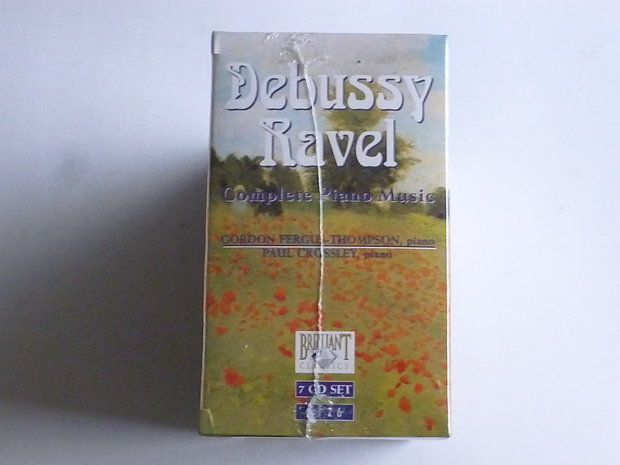 Debussy
Ravel
Complete Piano Music
GORDON FERGUS-THOMPSON, piano
PAUL CROSSLEY, piano
BRILLIANT
CLASSICS
7 CD SET